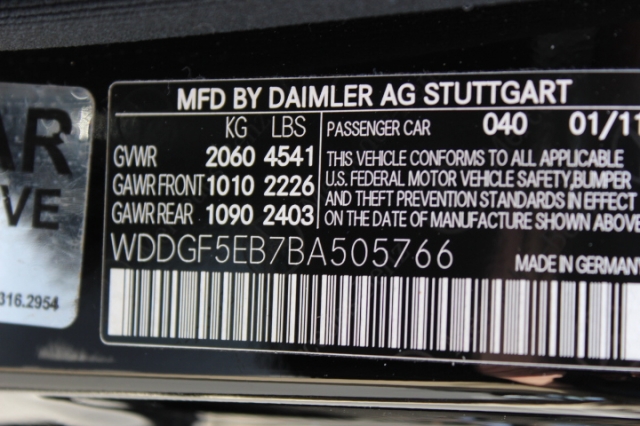 MFD BY DAIMLER AG STUTTGART
KG LBS
GVWR 2060 4541
GAWR FRONT 1010 2226
GAWR REAR 1090 2403
PASSENGER CAR 040 01/11
THIS VEHICLE CONFORMS TO ALL APPLICABLE
U.S. FEDERAL MOTOR VEHICLE SAFETY, BUMPER
AND THEFT PREVENTION STANDARDS IN EFFECT
ON THE DATE OF MANUFACTURE SHOWN ABOVE
WDDGF5EB7BA505766
MADE IN GERMANY
AR
VE
316.2954